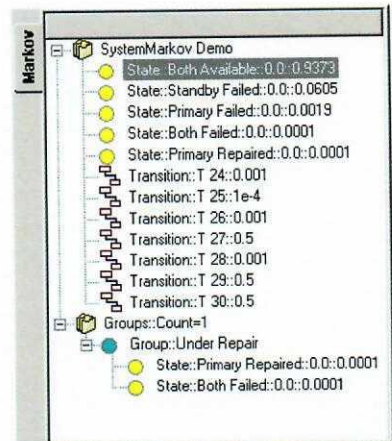 Markov
SystemMarkov Demo
State::Both Available::0.0::0.9373
State::Standby Failed::0.0::0.0605
State::Primary Failed::0.0::0.0019
State::Both Failed::0.0::0.0001
State::Primary Repaired::0.0::0.0001
Transition::T 24::0.001
Transition::T 25::1e-4
Transition::T 26::0.001
Transition::T 27::0.5
Transition::T 28::0.001
Transition::T 29::0.5
Transition::T 30::0.5
Groups::Count=1
Group::Under Repair
State::Primary Repaired::0.0::0.0001
State::Both Failed::0.0::0.0001